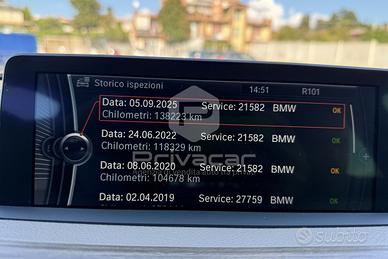 Storico ispezioni 14:51 R101
Data: 05.09.2025 Service: 21582 BMW OK
Chilometri: 138223 km
Data: 24.06.2022 Service: 21582 BMW OK
Chilometri: 118329 km
Privacar
Data: 08.06.2020 Service: 21582 BMW OK
Chilometri: 104678 km
Data: 02.04.2019 Service: 27759 BMW OK
subito